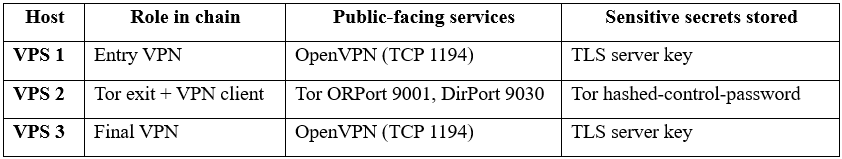 Host Role in chain Public-facing services Sensitive secrets stored
VPS 1 Entry VPN OpenVPN (TCP 1194) TLS server key
VPS 2 Tor exit + VPN client Tor ORPort 9001, DirPort 9030 Tor hashed-control-password
VPS 3 Final VPN OpenVPN (TCP 1194) TLS server key